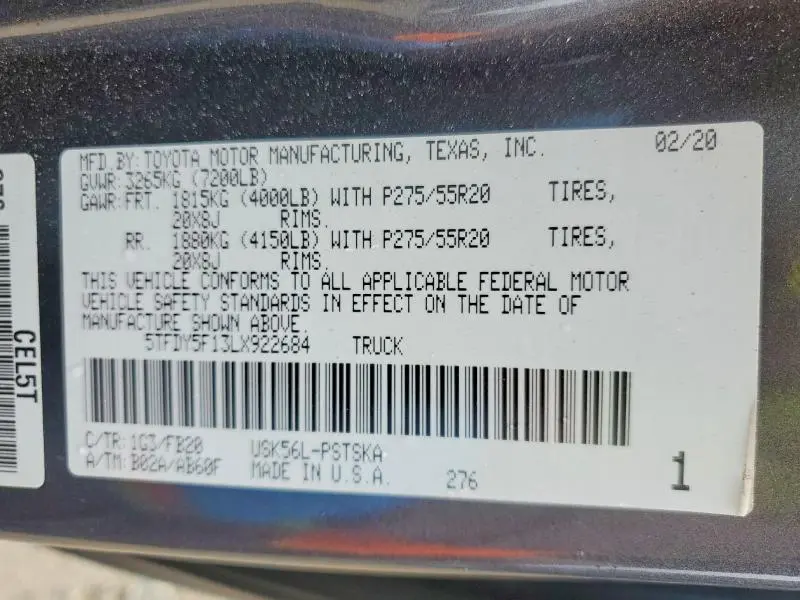 MFD.BY:TOYOTA MOTOR MANUFACTURING, TEXAS, INC. 02/20
GVWR:3265KG (7200LB)
GAWR:FRT. 1815KG (4000LB) WITH P275/55R20 TIRES,
20X8J RIMS.
RR. 1880KG (4150LB) WITH P275/55R20 TIRES,
20X8J RIMS.
THIS VEHICLE CONFORMS TO ALL APPLICABLE FEDERAL MOTOR
VEHICLE SAFETY STANDARDS IN EFFECT ON THE DATE OF
MANUFACTURE SHOWN ABOVE.
5TFDY5F13LX922684 TRUCK
C/TR:1G3/FB20 USK56L-PSTSKA
A/TM:B02A/AB60F MADE IN U.S.A. 276 1
CEL5T